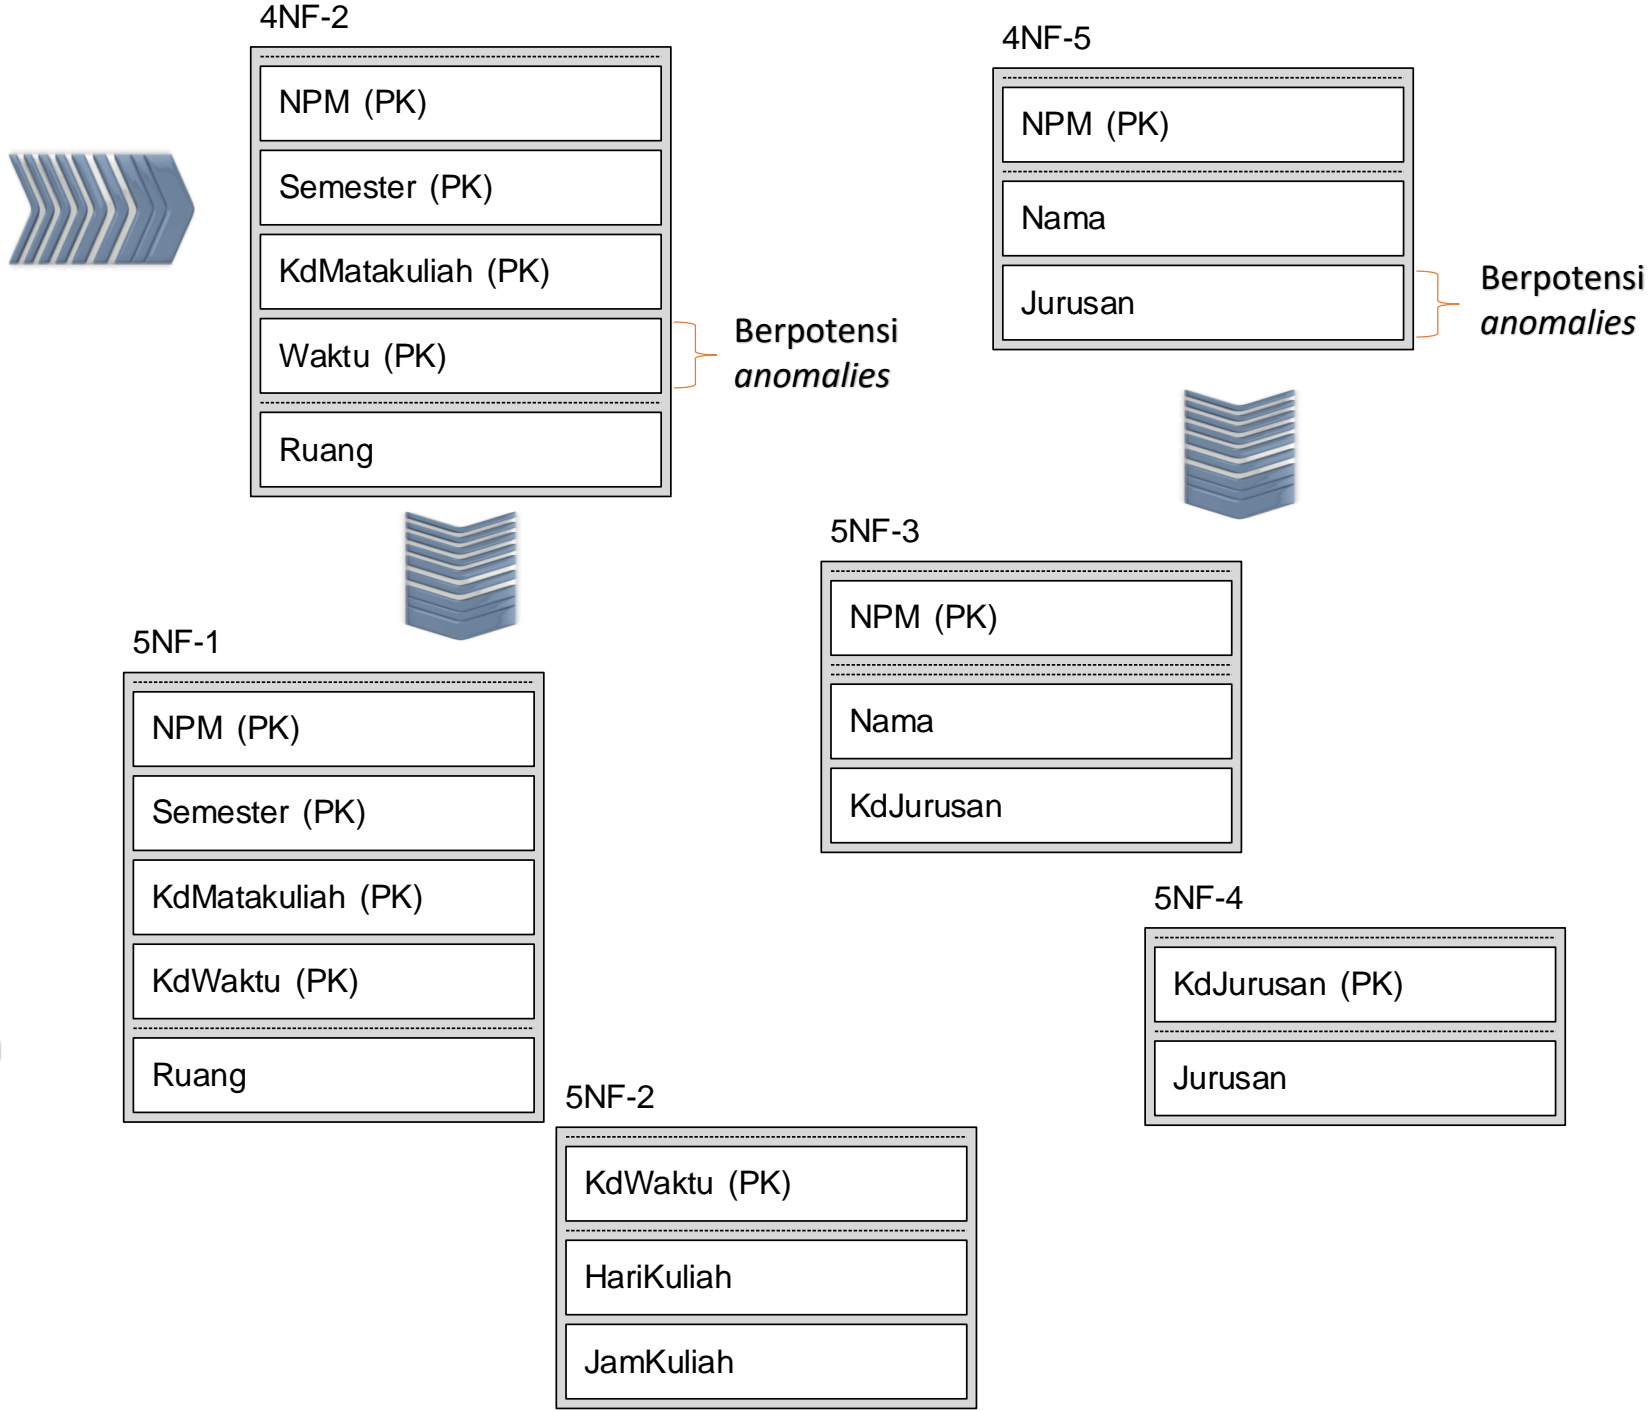 4NF-2
NPM (PK)
Semester (PK)
KdMatakuliah (PK)
Waktu (PK)
Ruang
Berpotensi
anomalies
4NF-5
NPM (PK)
Nama
Jurusan
Berpotensi
anomalies
5NF-1
NPM (PK)
Semester (PK)
KdMatakuliah (PK)
KdWaktu (PK)
Ruang
5NF-2
KdWaktu (PK)
HariKuliah
JamKuliah
5NF-3
NPM (PK)
Nama
KdJurusan
5NF-4
KdJurusan (PK)
Jurusan